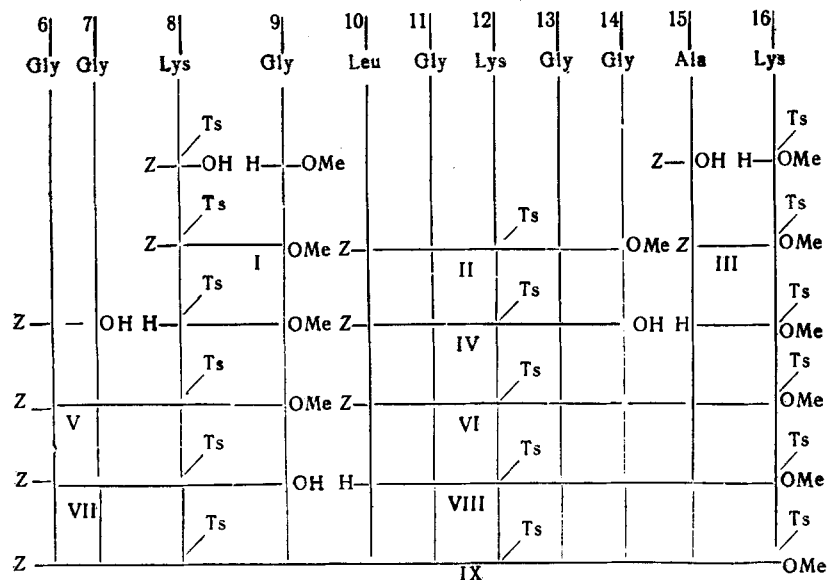 6 7 8 9 10 11 12 13 14 15 16
Gly Gly Lys Gly Leu Gly Lys Gly Gly Ala Lys
Ts Ts
Z OH H OMe Z OH H OMe
Ts Ts Ts
Z OMe Z OMe Z OMe
I II III
Ts Ts Ts
Z OH H OMe Z OH H OMe
IV
Ts Ts Ts
Z OMe Z OMe
V VI
Ts Ts Ts
Z OH H OMe
VII VIII
Ts Ts Ts
Z OMe
IX